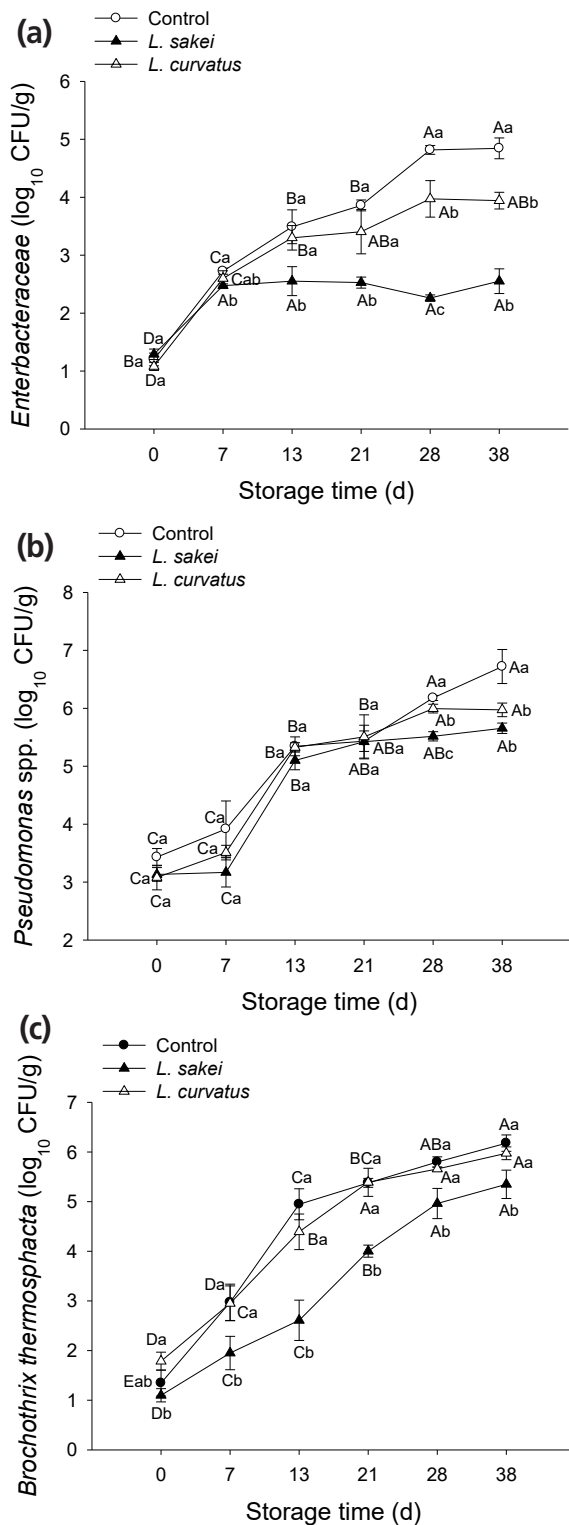 (a)
Control
L. sakei
L. curvatus
Enterbacteraceae (log10 CFU/g)
6
5
4
3
2
1
0
Aa
Aa
Ba
Ba
Ca
Ab
ABb
Ba
ABa
Cab
Ab
Ab
Ab
Ac
Ab
Da
Ba
Da
0
7
13
21
28
38
Storage time (d)
(b)
Control
L. sakei
L. curvatus
Pseudomonas spp. (log10 CFU/g)
8
7
6
5
4
3
2
Aa
Aa
Ba
Ba
Ab
Ab
Ba
ABa
ABc
Ab
Ba
ABa
Ca
Ca
Ca
Ca
Ca
Ca
0
7
13
21
28
38
Storage time (d)
(c)
Control
L. sakei
L. curvatus
Brochothrix thermosphacta (log10 CFU/g)
7
6
5
4
3
2
1
0
Aa
ABa
BCa
Ca
Aa
Aa
Aa
Ba
Ab
Ab
Bb
Da
Ca
Da
Cb
Cb
Eab
Db
0
7
13
21
28
38
Storage time (d)